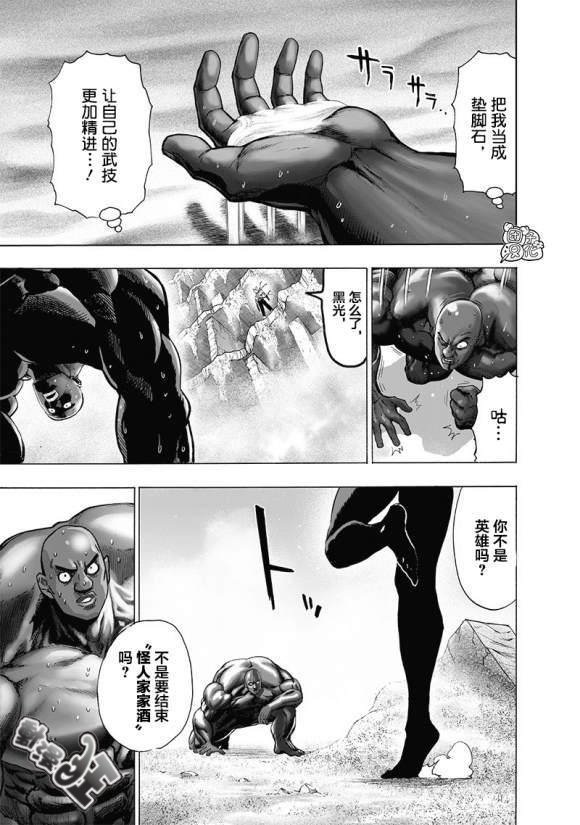 把我当成
垫脚石，
サラ
サラ
让自己的武技
更加精进…！
咕…
怎么了，
黑光，
你不是
英雄吗？
ト
不是要结束
〝怪人家家酒〞
吗？